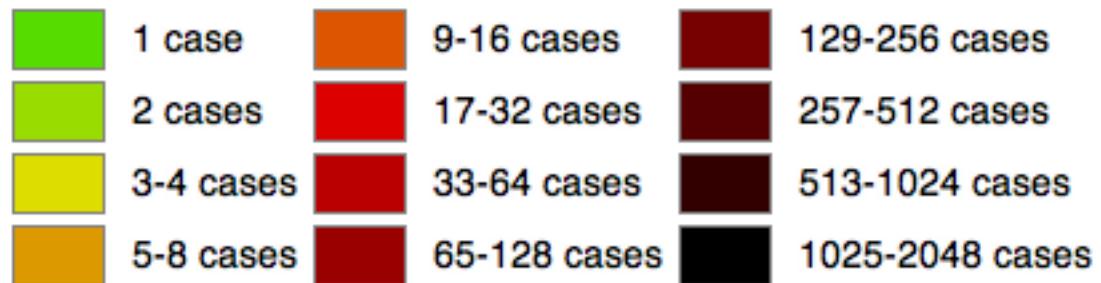 1 case
2 cases
3-4 cases
5-8 cases
9-16 cases
17-32 cases
33-64 cases
65-128 cases
129-256 cases
257-512 cases
513-1024 cases
1025-2048 cases